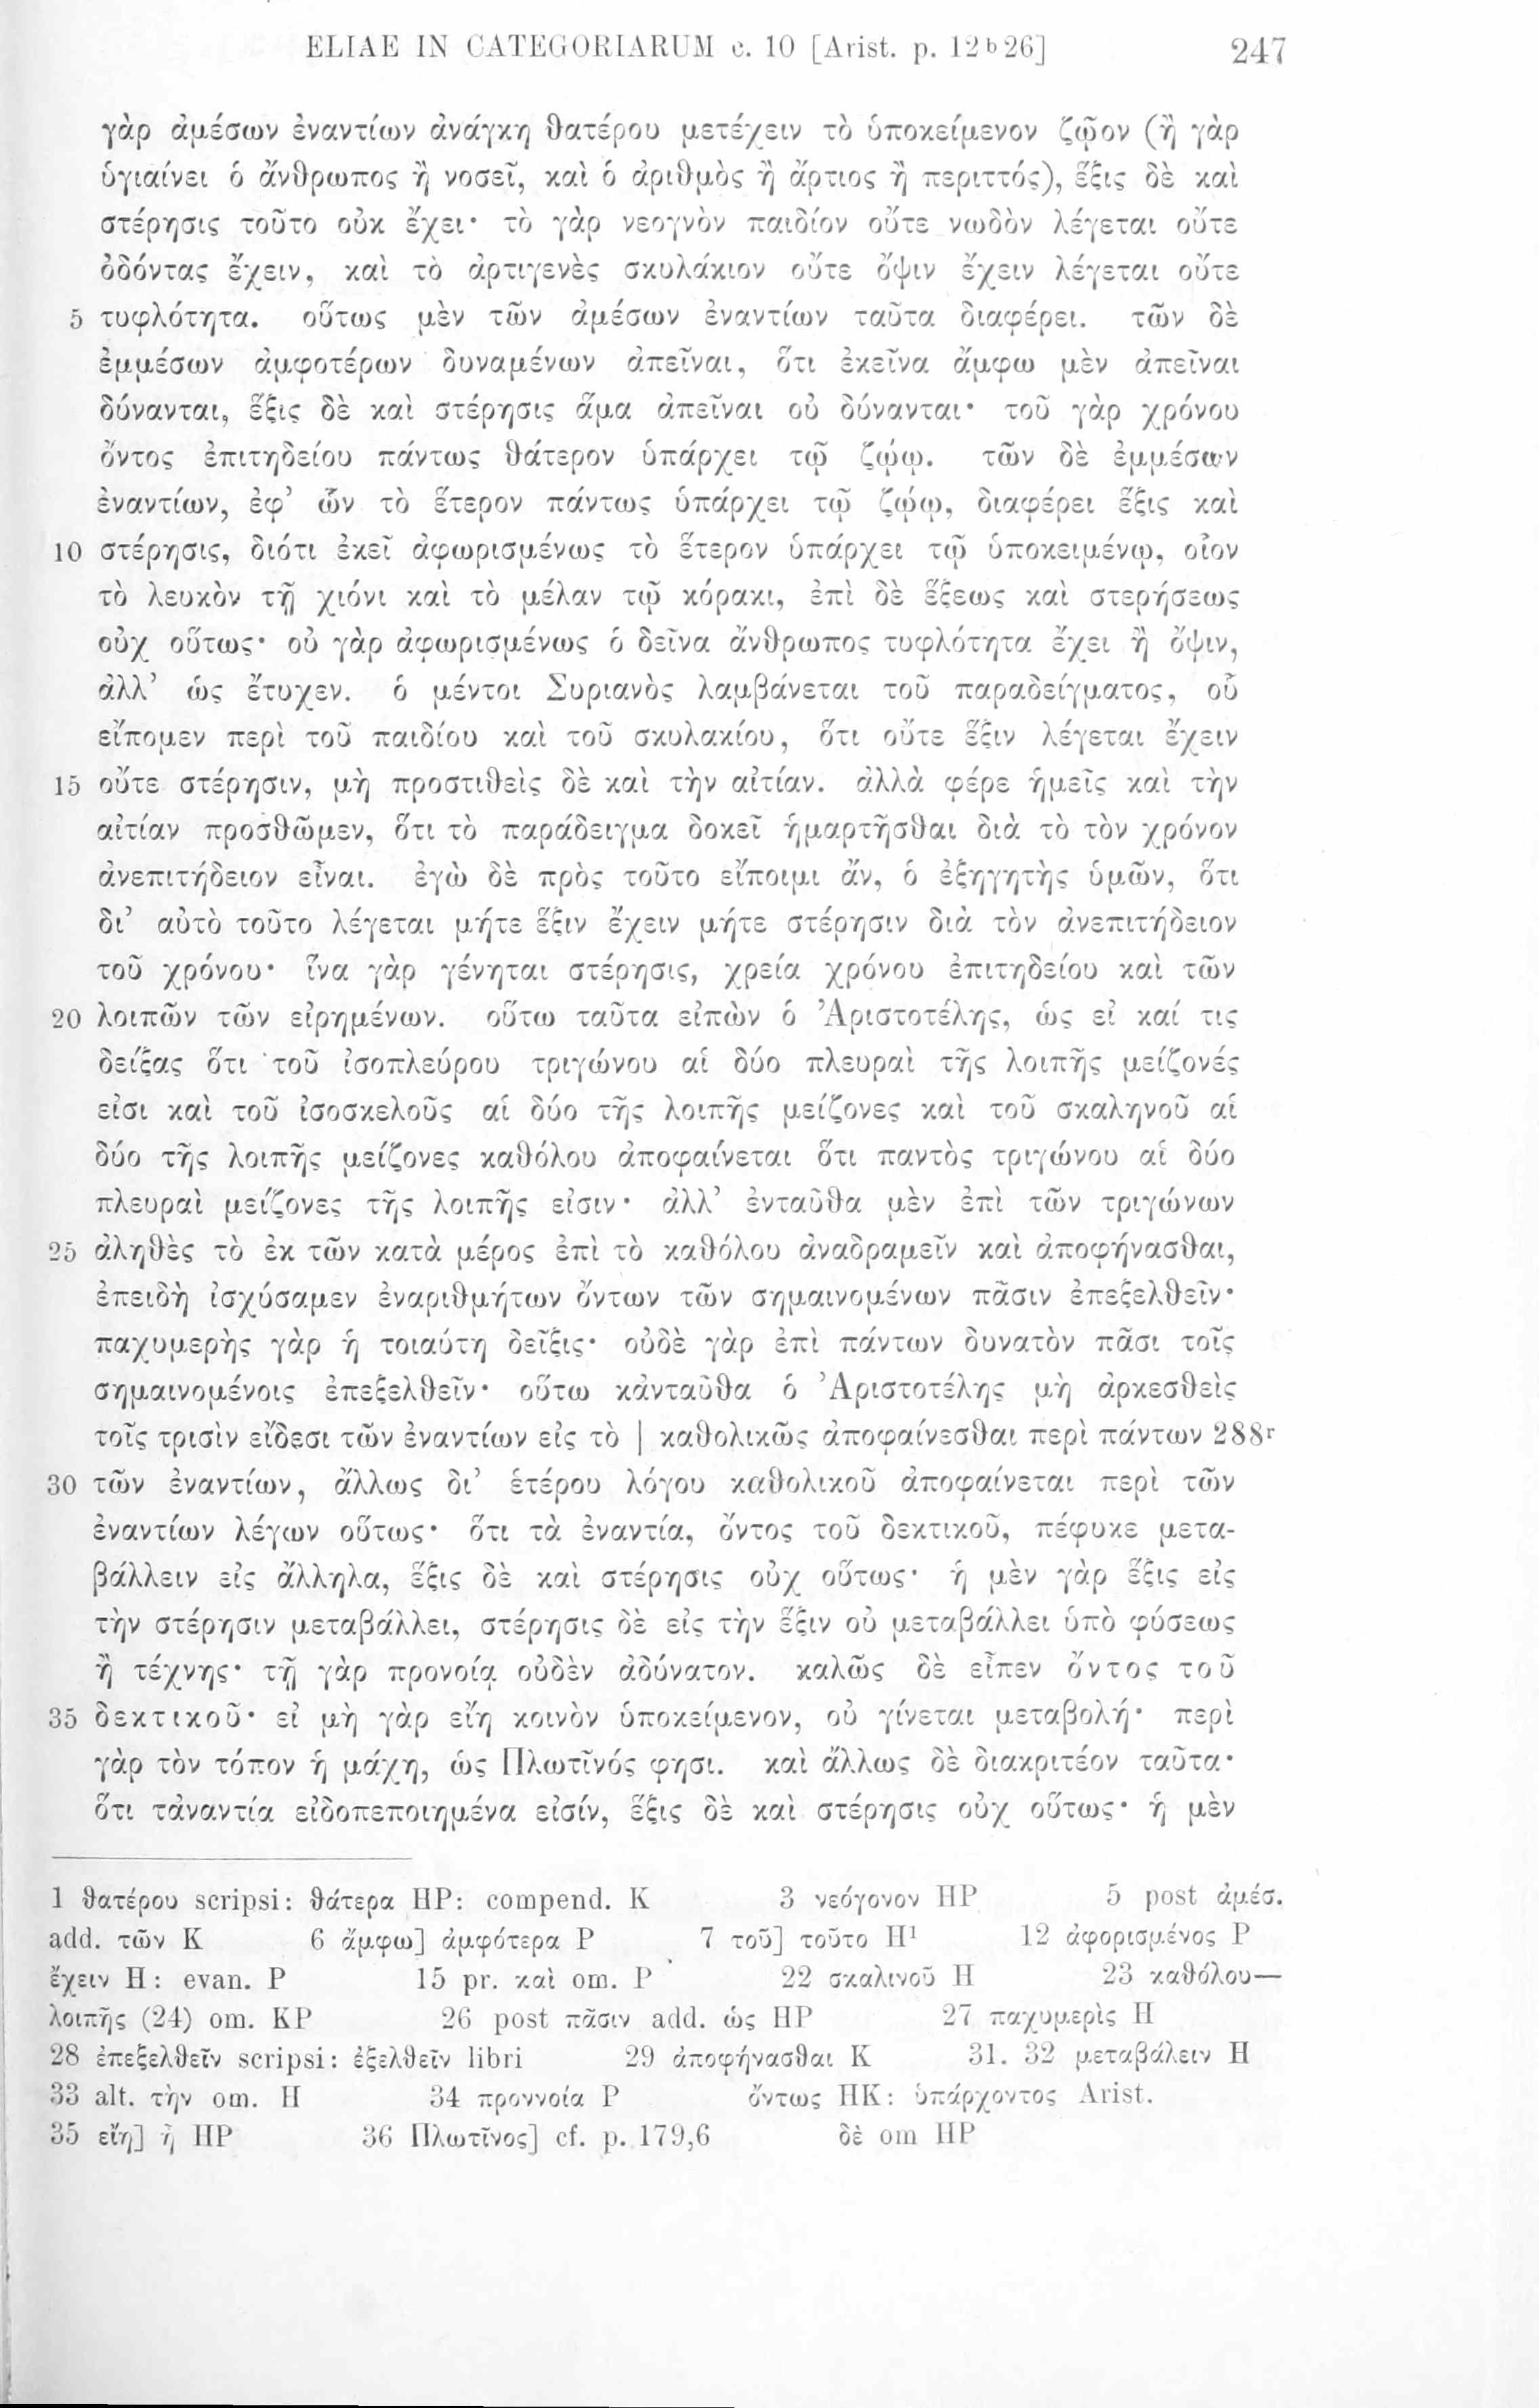 ELIAE IN CATEGORIARUM c. 10 [Arist. p. 12ᵇ26] 247
γὰρ ἀμέσων ἐναντίων ἀνάγκη θατέρου μετέχειν τὸ ὑποκείμενον ζῷον (ἢ γὰρ
ὑγιαίνει ὁ ἄνθρωπος ἢ νοσεῖ, καὶ ὁ ἀριθμὸς ἢ ἄρτιος ἢ περιττός), ἕξις δὲ καὶ
στέρησις τοῦτο οὐκ ἔχει· τὸ γὰρ νεογνὸν παιδίον οὔτε νωδὸν λέγεται οὔτε
ὀδόντας ἔχειν, καὶ τὸ ἀρτιγενὲς σκυλάκιον οὔτε ὄψιν ἔχειν λέγεται οὔτε
5 τυφλότητα. οὕτως μὲν τῶν ἀμέσων ἐναντίων ταῦτα διαφέρει. τῶν δὲ
ἐμμέσων ἀμφοτέρων δυναμένων ἀπεῖναι, ὅτι ἐκεῖνα ἄμφω μὲν ἀπεῖναι
δύνανται, ἕξις δὲ καὶ στέρησις ἅμα ἀπεῖναι οὐ δύνανται· τοῦ γὰρ χρόνου
ὄντος ἐπιτηδείου πάντως θάτερον ὑπάρχει τῷ ζῴῳ. τῶν δὲ ἐμμέσων
ἐναντίων, ἐφ’ ὧν τὸ ἕτερον πάντως ὑπάρχει τῷ ζῴῳ, διαφέρει ἕξις καὶ
10 στέρησις, διότι ἐκεῖ ἀφωρισμένως τὸ ἕτερον ὑπάρχει τῷ ὑποκειμένῳ, οἷον
τὸ λευκὸν τῇ χιόνι καὶ τὸ μέλαν τῷ κόρακι, ἐπὶ δὲ ἕξεως καὶ στερήσεως
οὐχ οὕτως· οὐ γὰρ ἀφωρισμένως ὁ δεῖνα ἄνθρωπος τυφλότητα ἔχει ἢ ὄψιν,
ἀλλ’ ὡς ἔτυχεν. ὁ μέντοι Συριανὸς λαμβάνεται τοῦ παραδείγματος, οὗ
εἴπομεν περὶ τοῦ παιδίου καὶ τοῦ σκυλακίου, ὅτι οὔτε ἕξιν λέγεται ἔχειν
15 οὔτε στέρησιν, μὴ προστιθεὶς δὲ καὶ τὴν αἰτίαν. ἀλλὰ φέρε ἡμεῖς καὶ τὴν
αἰτίαν προσθῶμεν, ὅτι τὸ παράδειγμα δοκεῖ ἡμαρτῆσθαι διὰ τὸ τὸν χρόνον
ἀνεπιτήδειον εἶναι. ἐγὼ δὲ πρὸς τοῦτο εἴποιμι ἄν, ὁ ἐξηγητὴς ὑμῶν, ὅτι
δι’ αὐτὸ τοῦτο λέγεται μήτε ἕξιν ἔχειν μήτε στέρησιν διὰ τὸν ἀνεπιτήδειον
τοῦ χρόνου· ἵνα γὰρ γένηται στέρησις, χρεία χρόνου ἐπιτηδείου καὶ τῶν
20 λοιπῶν τῶν εἰρημένων. οὕτω ταῦτα εἰπὼν ὁ Ἀριστοτέλης, ὡς εἰ καί τις
δείξας ὅτι τοῦ ἰσοπλεύρου τριγώνου αἱ δύο πλευραὶ τῆς λοιπῆς μείζονές
εἰσι καὶ τοῦ ἰσοσκελοῦς αἱ δύο τῆς λοιπῆς μείζονες καὶ τοῦ σκαληνοῦ αἱ
δύο τῆς λοιπῆς μείζονες καθόλου ἀποφαίνεται ὅτι παντὸς τριγώνου αἱ δύο
πλευραὶ μείζονες τῆς λοιπῆς εἰσιν· ἀλλ’ ἐνταῦθα μὲν ἐπὶ τῶν τριγώνων
25 ἀληθὲς τὸ ἐκ τῶν κατὰ μέρος ἐπὶ τὸ καθόλου ἀναδραμεῖν καὶ ἀποφήνασθαι,
ἐπειδὴ ἰσχύσαμεν ἐναριθμήτων ὄντων τῶν σημαινομένων πᾶσιν ἐπεξελθεῖν·
παχυμερὴς γὰρ ἡ τοιαύτη δεῖξις· οὐδὲ γὰρ ἐπὶ πάντων δυνατὸν πᾶσι τοῖς
σημαινομένοις ἐπεξελθεῖν· οὕτω κἀνταῦθα ὁ Ἀριστοτέλης μὴ ἀρκεσθεὶς
τοῖς τρισὶν εἴδεσι τῶν ἐναντίων εἰς τὸ | καθολικῶς ἀποφαίνεσθαι περὶ πάντων 288ʳ
30 τῶν ἐναντίων, ἄλλως δι’ ἑτέρου λόγου καθολικοῦ ἀποφαίνεται περὶ τῶν
ἐναντίων λέγων οὕτως· ὅτι τὰ ἐναντία, ὄντος τοῦ δεκτικοῦ, πέφυκε μετα-
βάλλειν εἰς ἄλληλα, ἕξις δὲ καὶ στέρησις οὐχ οὕτως· ἡ μὲν γὰρ ἕξις εἰς
τὴν στέρησιν μεταβάλλει, στέρησις δὲ εἰς τὴν ἕξιν οὐ μεταβάλλει ὑπὸ φύσεως
ἢ τέχνης· τῇ γὰρ προνοίᾳ οὐδὲν ἀδύνατον. καλῶς δὲ εἶπεν ὄντος τοῦ
35 δεκτικοῦ· εἰ μὴ γὰρ εἴη κοινὸν ὑποκείμενον, οὐ γίνεται μεταβολή· περὶ
γὰρ τὸν τόπον ἡ μάχη, ὡς Πλωτῖνός φησι. καὶ ἄλλως δὲ διακριτέον ταῦτα·
ὅτι τἀναντία εἰδοπεποιημένα εἰσίν, ἕξις δὲ καὶ στέρησις οὐχ οὕτως· ἡ μὲν
1 θατέρου scripsi: θάτερα HP: compend. K 3 νεόγονον HP 5 post ἀμέσ.
add. τῶν K 6 ἄμφω] ἀμφότερα P 7 τοῦ] τοῦτο H¹ 12 ἀφορισμένος P
ἔχειν H: evan. P 15 pr. καὶ om. P 22 σκαλινοῦ H 23 καθόλου—
λοιπῆς (24) om. KP 26 post πᾶσιν add. ὡς HP 27 παχυμερὶς H
28 ἐπεξελθεῖν scripsi: ἐξελθεῖν libri 29 ἀποφήνασθαι K 31. 32 μεταβάλειν H
33 alt. τὴν om. H 34 προννοία P ὄντως HK: ὑπάρχοντος Arist.
35 εἴη] ᾖ HP 36 Πλωτῖνος] cf. p. 179,6 δὲ om HP